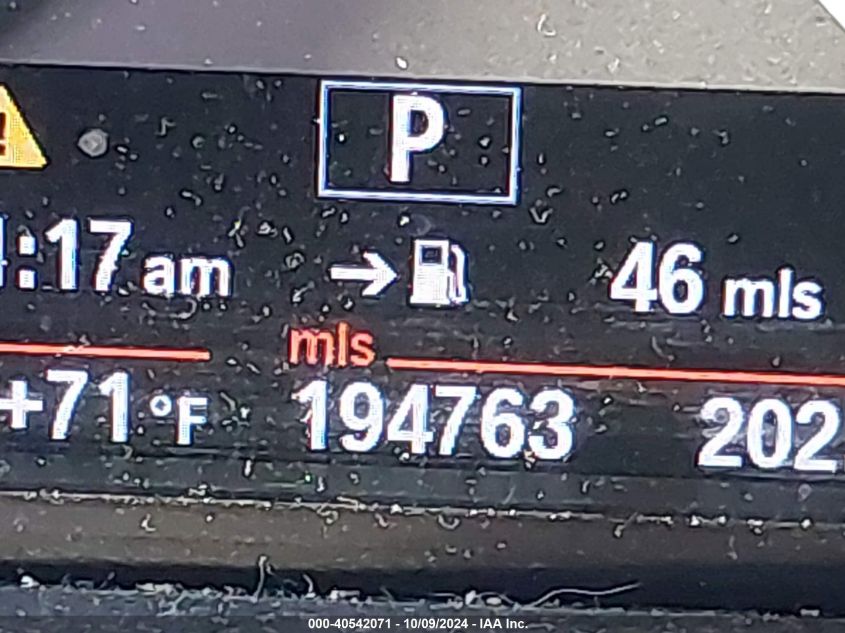 P
:17 am → 46 mls
mls
+71 °F 194763 202
000-40542071 - 10/09/2024 - IAA Inc.